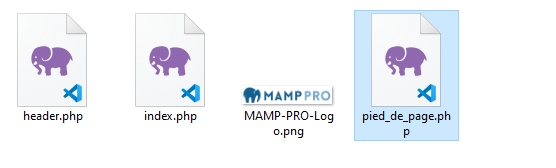 MAMP PRO
header.php
index.php
MAMP-PRO-Log
o.png
pied_de_page.ph
p